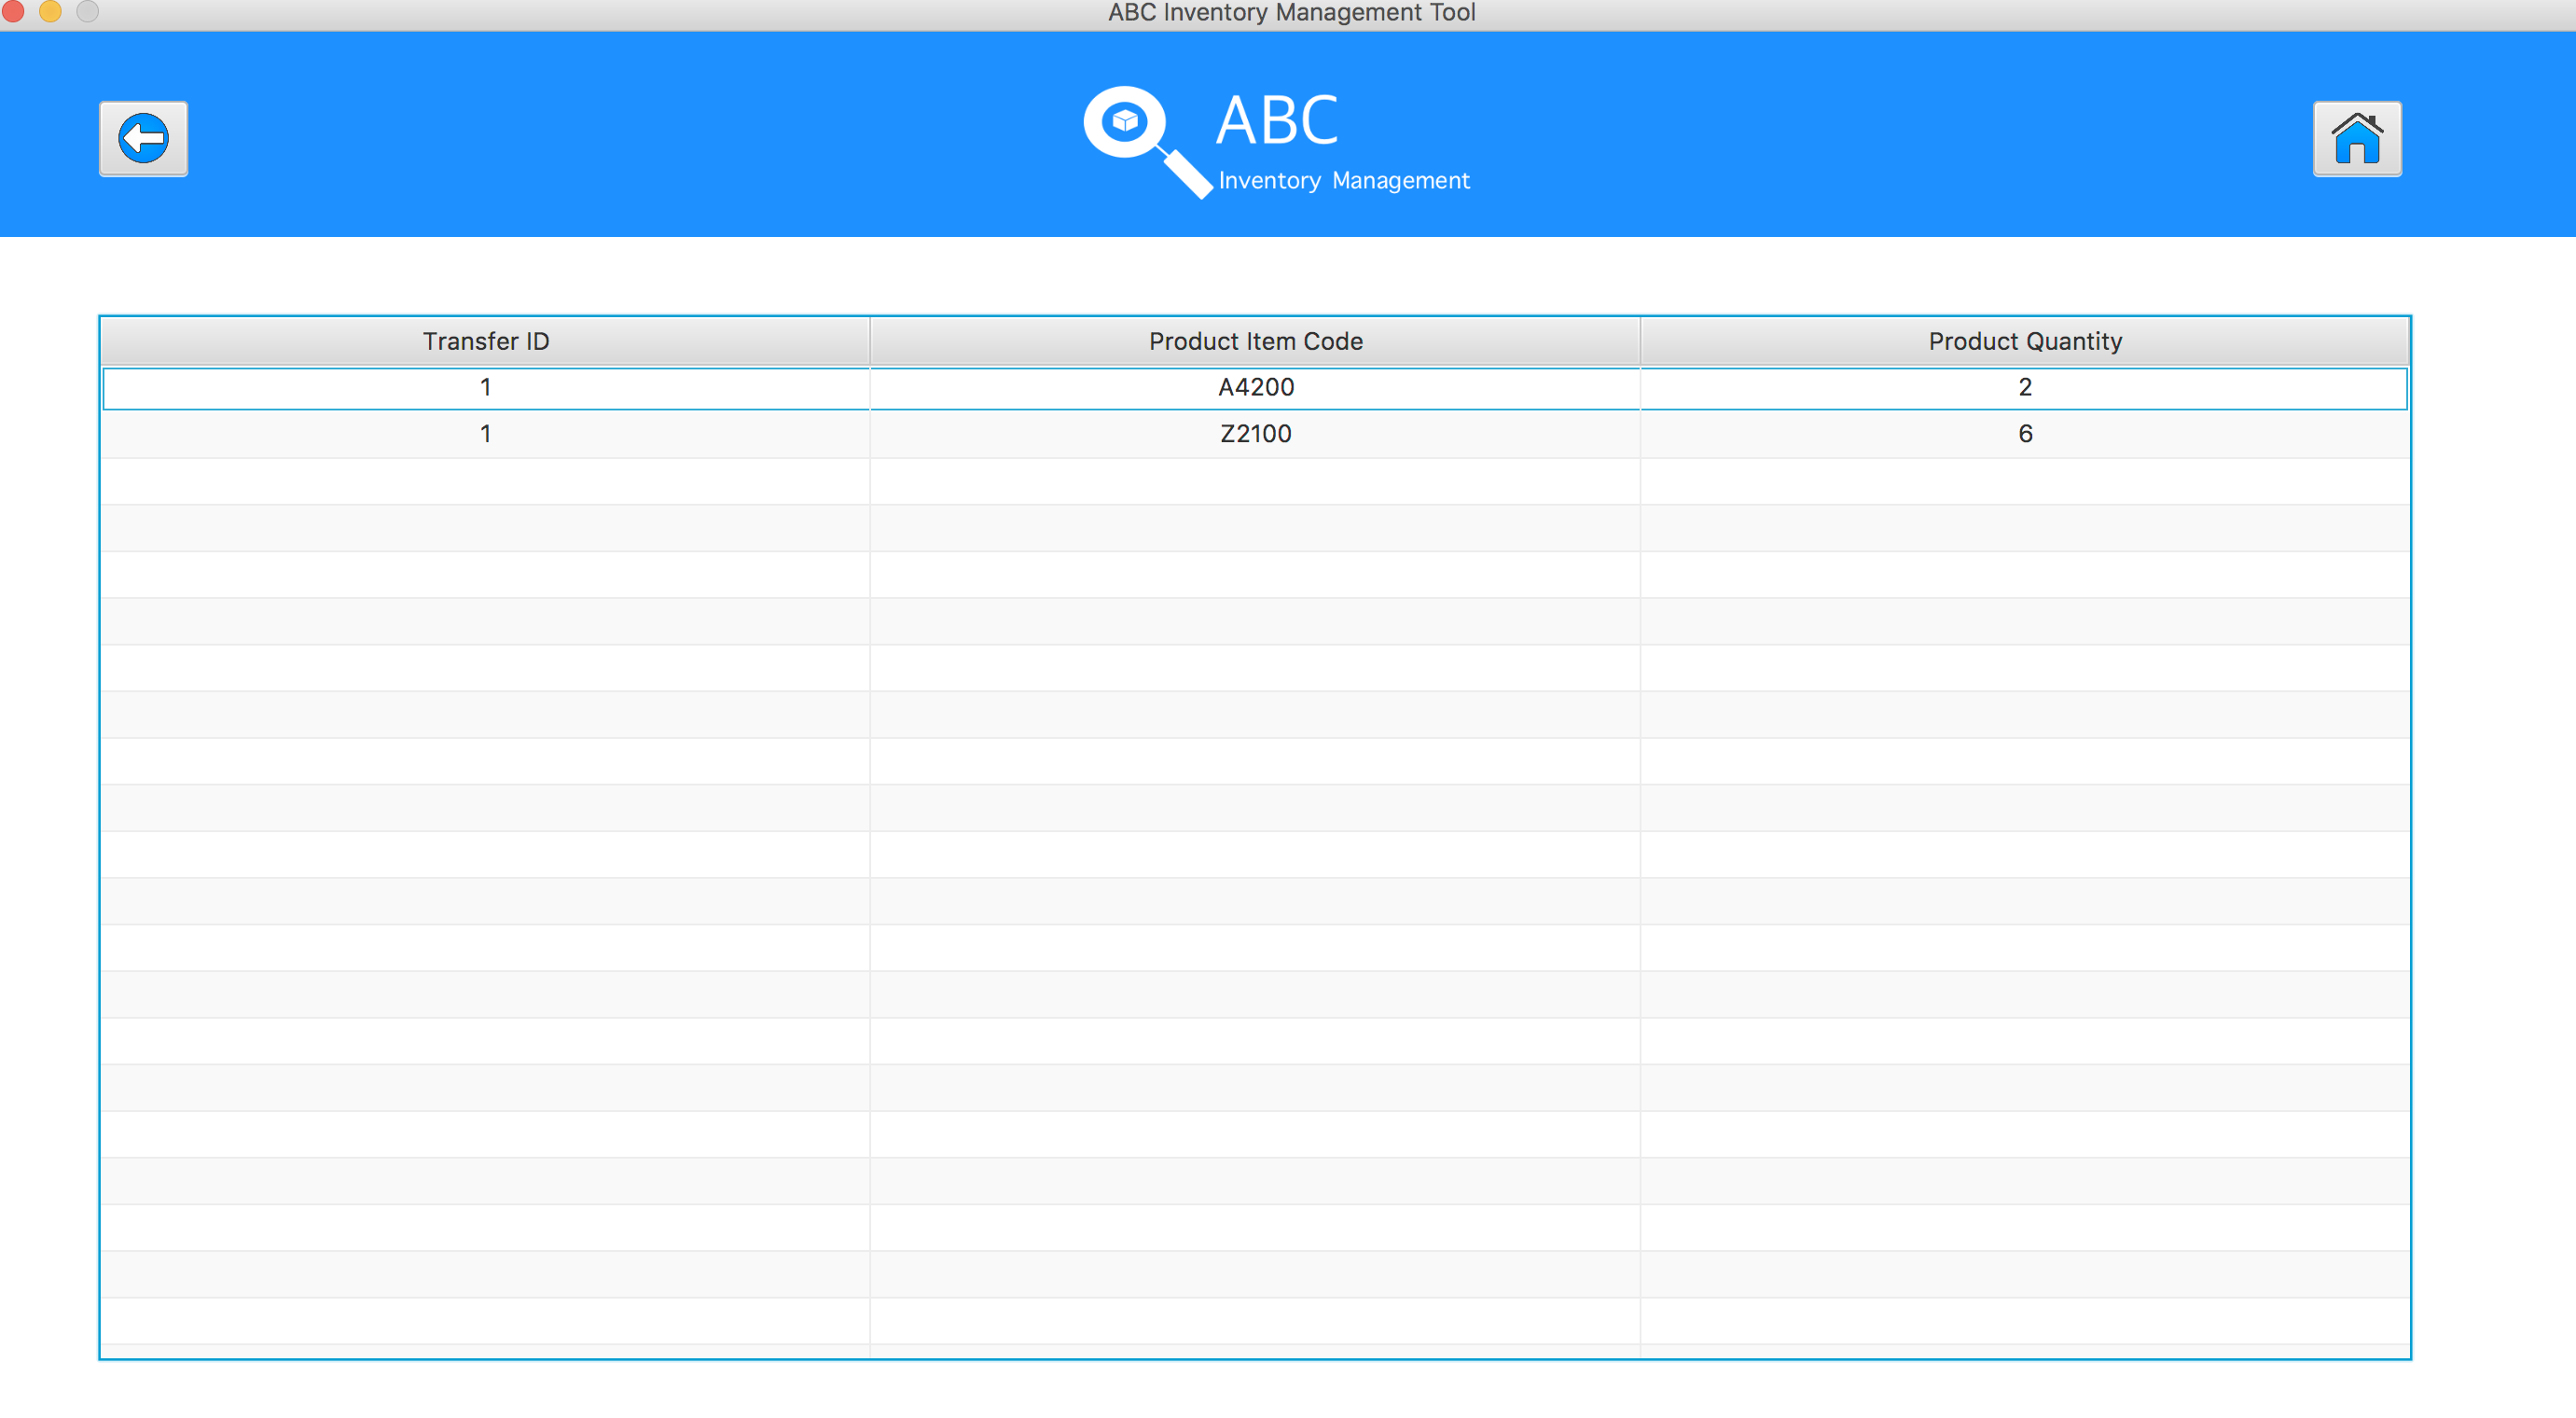 ABC Inventory Management Tool
ABC
Inventory Management
Transfer ID Product Item Code Product Quantity
1 A4200 2
1 Z2100 6